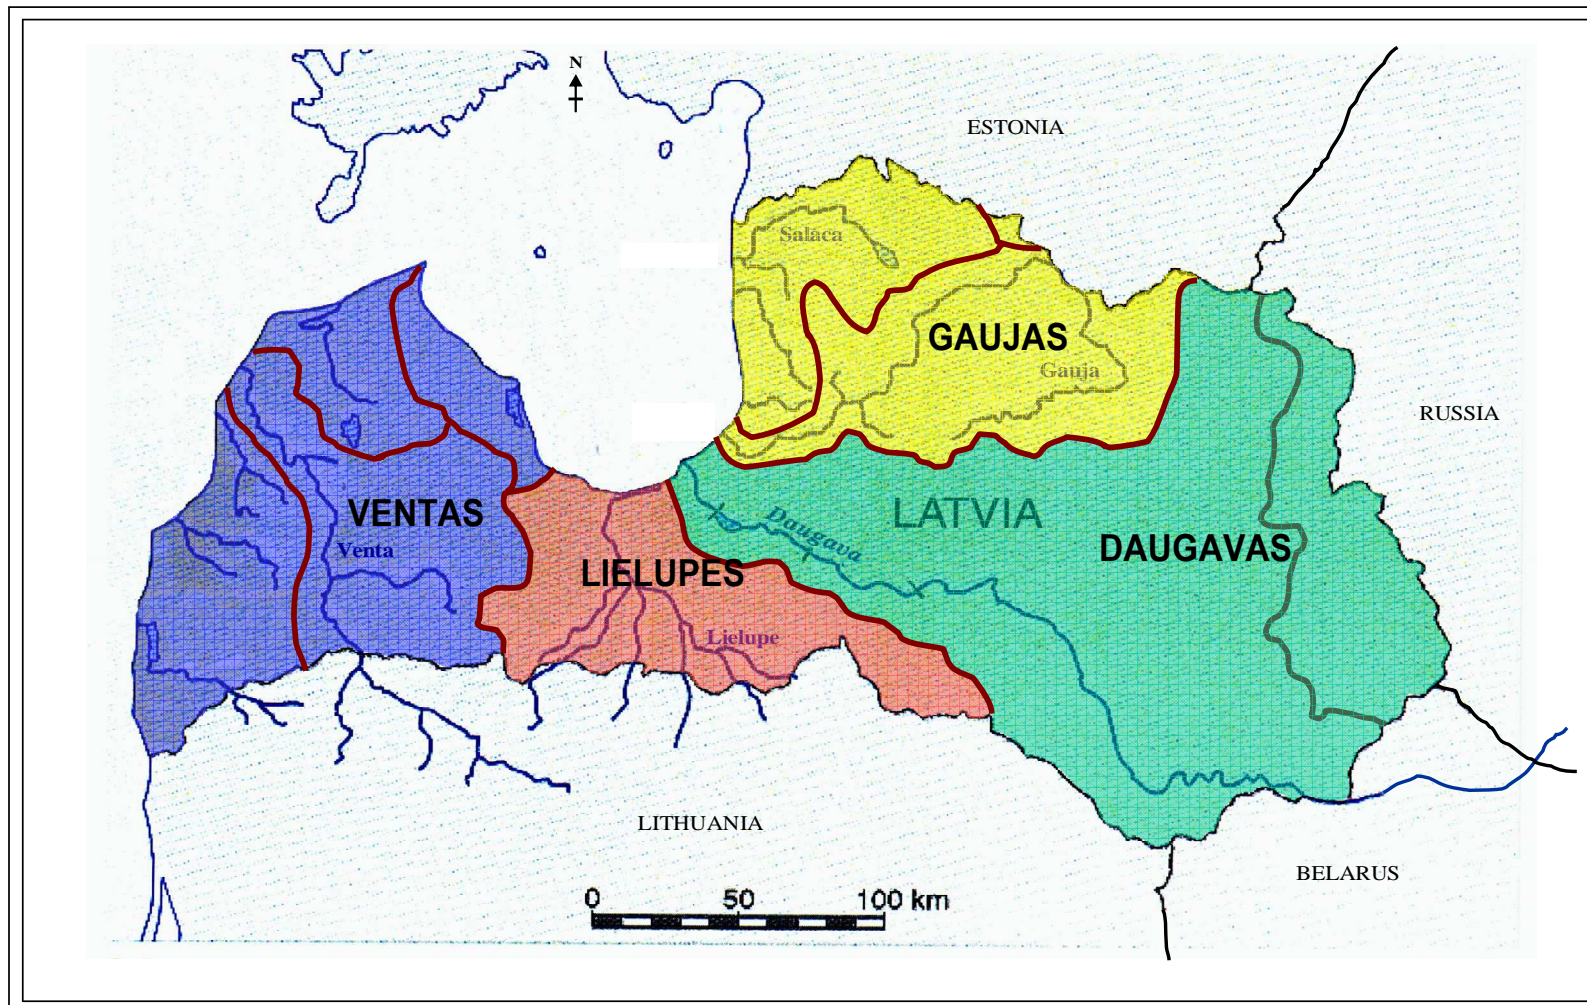 N
ESTONIA
Salaca
GAUJAS
Gauja
RUSSIA
VENTAS
Venta
LATVIA
Daugava
DAUGAVAS
LIELUPES
Lielupe
LITHUANIA
BELARUS
0 50 100 km